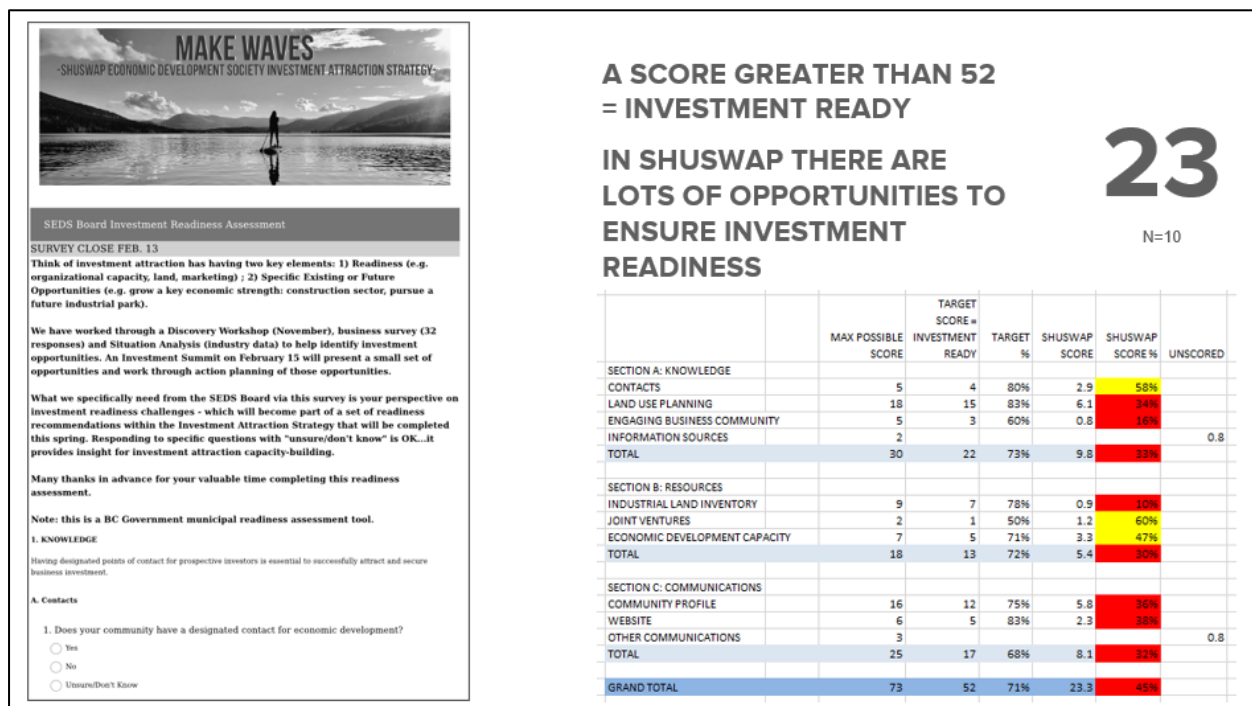 MAKE WAVES
-SHUSWAP ECONOMIC DEVELOPMENT SOCIETY INVESTMENT ATTRACTION STRATEGY-
SEDS Board Investment Readiness Assessment
SURVEY CLOSE FEB. 13
Think of investment attraction has having two key elements: 1) Readiness (e.g.
organizational capacity, land, marketing) ; 2) Specific Existing or Future
Opportunities (e.g. grow a key economic strength: construction sector, pursue a
future industrial park).
We have worked through a Discovery Workshop (November), business survey (32
responses) and Situation Analysis (industry data) to help identify investment
opportunities. An Investment Summit on February 15 will present a small set of
opportunities and work through action planning of those opportunities.
What we specifically need from the SEDS Board via this survey is your perspective on
investment readiness challenges - which will become part of a set of readiness
recommendations within the Investment Attraction Strategy that will be completed
this spring. Responding to specific questions with "unsure/don't know" is OK...it
provides insight for investment attraction capacity-building.
Many thanks in advance for your valuable time completing this readiness
assessment.
Note: this is a BC Government municipal readiness assessment tool.
1. KNOWLEDGE
Having designated points of contact for prospective investors is essential to successfully attract and secure
business investment.
A. Contacts
1. Does your community have a designated contact for economic development?
Yes
No
Unsure/Don't Know
A SCORE GREATER THAN 52
= INVESTMENT READY
IN SHUSWAP THERE ARE
LOTS OF OPPORTUNITIES TO
ENSURE INVESTMENT
READINESS
23
N=10
MAX POSSIBLE SCORE TARGET SCORE = INVESTMENT READY TARGET % SHUSWAP SCORE SHUSWAP SCORE % UNSCORED
SECTION A: KNOWLEDGE
CONTACTS 5 4 80% 2.9 58%
LAND USE PLANNING 18 15 83% 6.1 34%
ENGAGING BUSINESS COMMUNITY 5 3 60% 0.8 16%
INFORMATION SOURCES 2 0.8
TOTAL 30 22 73% 9.8 33%
SECTION B: RESOURCES
INDUSTRIAL LAND INVENTORY 9 7 78% 0.9 10%
JOINT VENTURES 2 1 50% 1.2 60%
ECONOMIC DEVELOPMENT CAPACITY 7 5 71% 3.3 47%
TOTAL 18 13 72% 5.4 30%
SECTION C: COMMUNICATIONS
COMMUNITY PROFILE 16 12 75% 5.8 36%
WEBSITE 6 5 83% 2.3 38%
OTHER COMMUNICATIONS 3 0.8
TOTAL 25 17 68% 8.1 32%
GRAND TOTAL 73 52 71% 23.3 45%